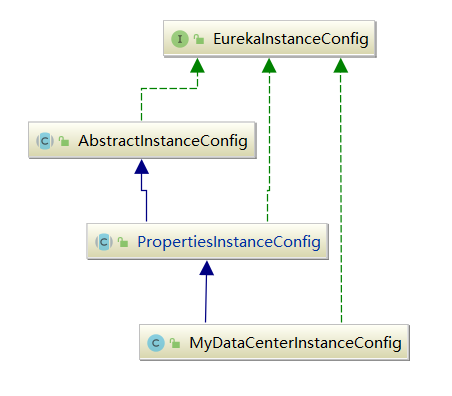 I EurekaInstanceConfig
C AbstractInstanceConfig
C PropertiesInstanceConfig
C MyDataCenterInstanceConfig